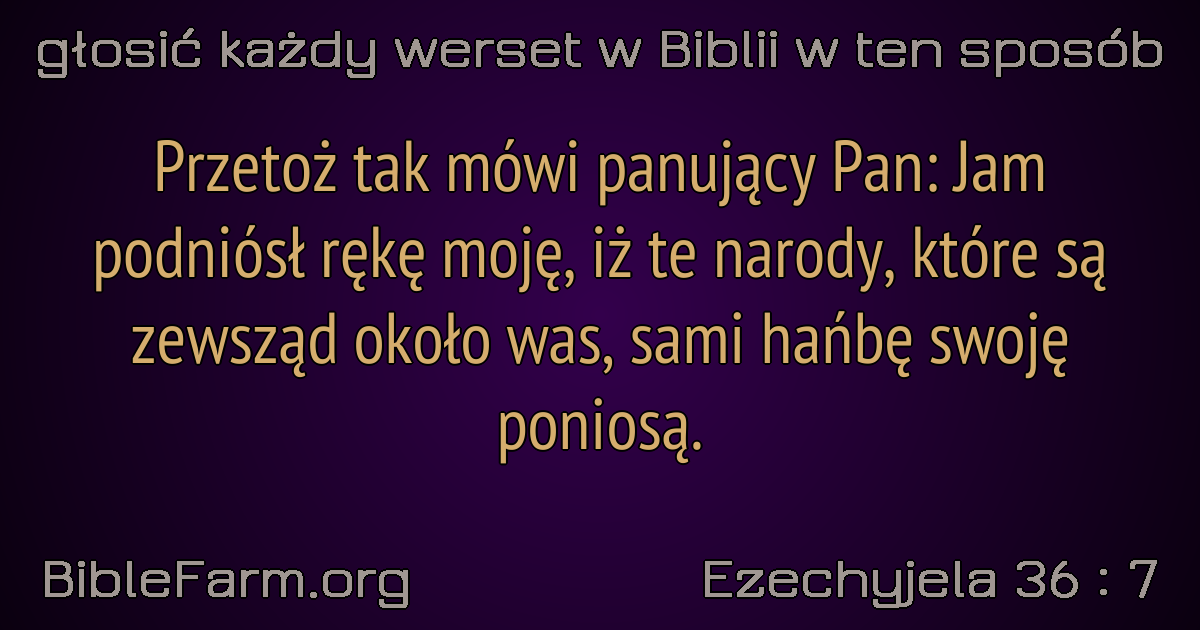 głosić każdy werset w Biblii w ten sposób
Przetoż tak mówi panujący Pan: Jam
podniósł rękę moję, iż te narody, które są
zewsząd około was, sami hańbę swoję
poniosą.
BibleFarm.org
Ezechyjela 36 : 7